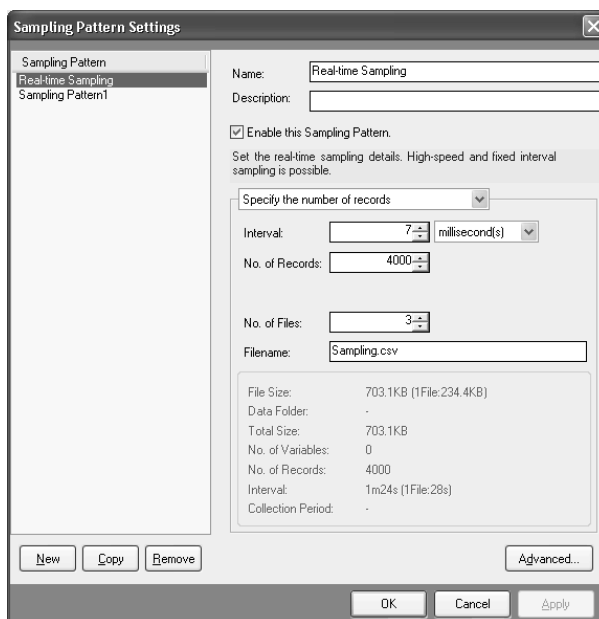 Sampling Pattern Settings
Sampling Pattern
Real-time Sampling
Sampling Pattern1
Name: Real-time Sampling
Description:
Enable this Sampling Pattern.
Set the real-time sampling details. High-speed and fixed interval
sampling is possible.
Specify the number of records
Interval: 7 millisecond(s)
No. of Records: 4000
No. of Files: 3
Filename: Sampling.csv
File Size: 703.1KB (1File:234.4KB)
Data Folder: -
Total Size: 703.1KB
No. of Variables: 0
No. of Records: 4000
Interval: 1m24s (1File:28s)
Collection Period: -
New Copy Remove Advanced...
OK Cancel Apply